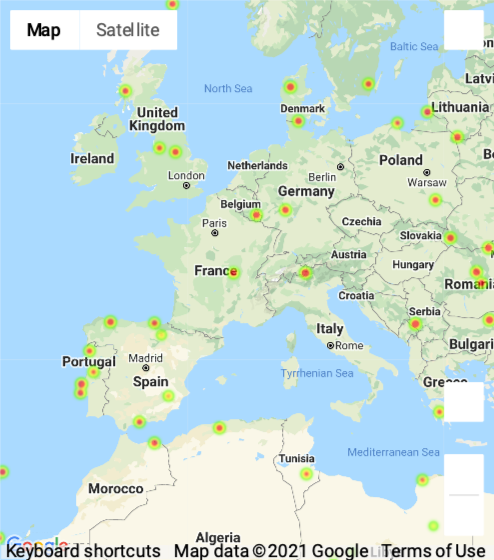 Map Satellite
Baltic Sea
Latvi
North Sea
Denmark
Lithuania
United
Kingdom
Ireland
Netherlands
Poland
Berlin
London
Warsaw
Germany
Belgium
Paris
Czechia
Slovakia
Austria
Hungary
France
Romania
Croatia
Serbia
Italy
Bulgari
Rome
Portugal
Madrid
Spain
Tyrrhenian Sea
Greece
Mediterranean Sea
Tunisia
Morocco
Algeria
Google
Keyboard shortcuts Map data ©2021 Google Terms of Use